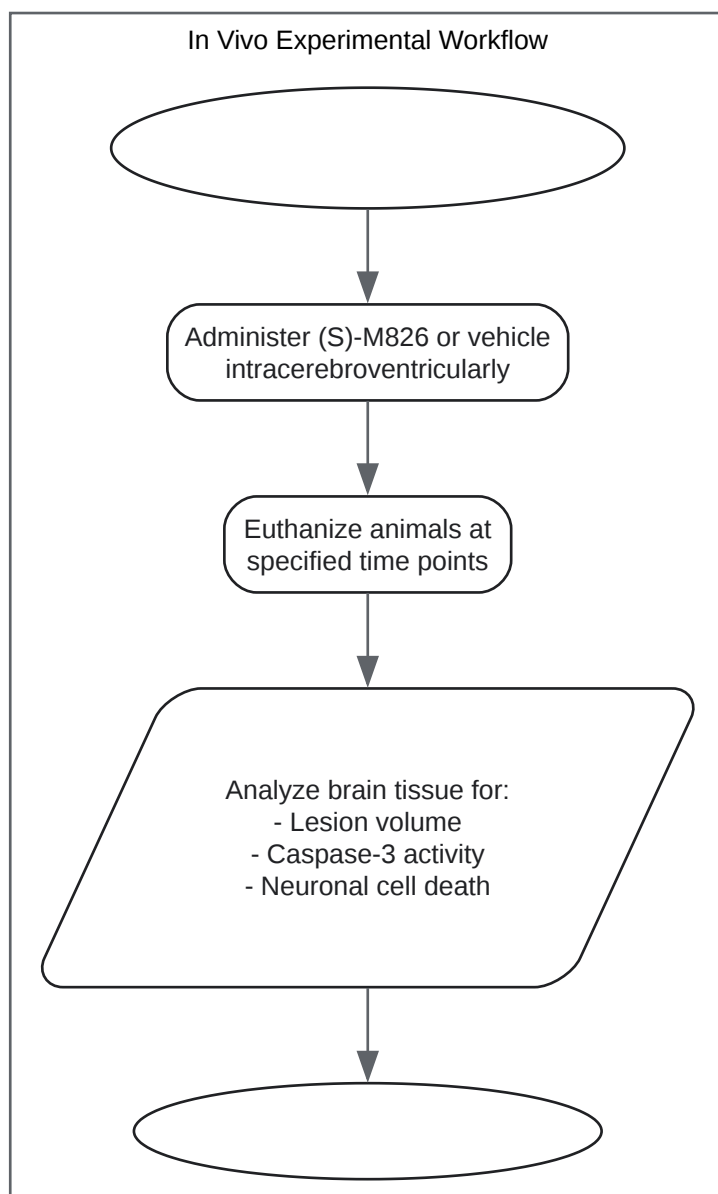 In Vivo Experimental Workflow
Administer (S)-M826 or vehicle
intracerebroventricularly
Euthanize animals at
specified time points
Analyze brain tissue for:
- Lesion volume
- Caspase-3 activity
- Neuronal cell death